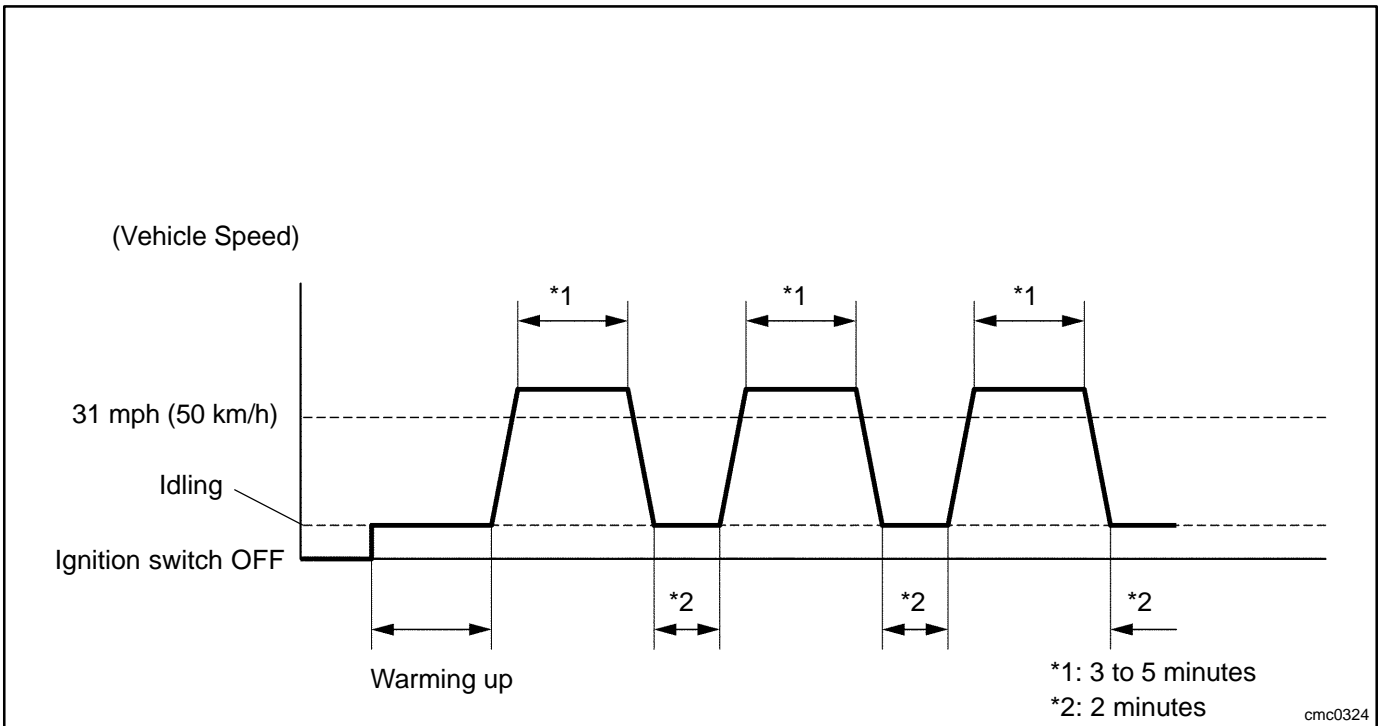 (Vehicle Speed)
*1 *1 *1
31 mph (50 km/h)
Idling
Ignition switch OFF
*2 *2 *2
Warming up
*1: 3 to 5 minutes
*2: 2 minutes
cmc0324